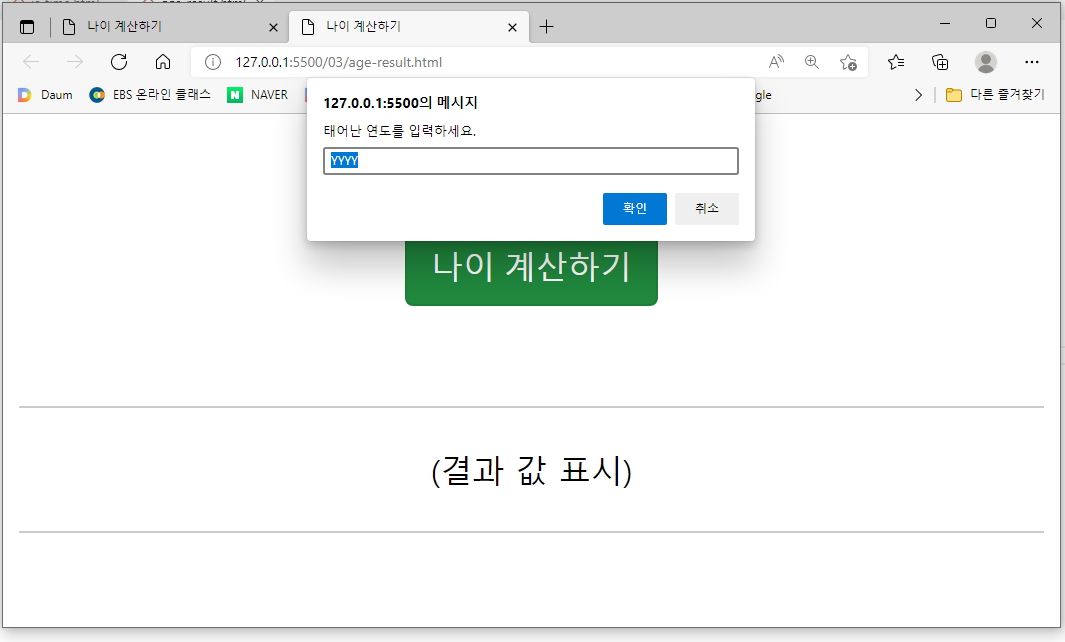 나이 계산하기
나이 계산하기
127.0.0.1:5500/03/age-result.html
Daum EBS 온라인 클래스 NAVER gle 다른 즐겨찾기
127.0.0.1:5500의 메시지
태어난 연도를 입력하세요.
YYYY
확인 취소
나이 계산하기
(결과 값 표시)